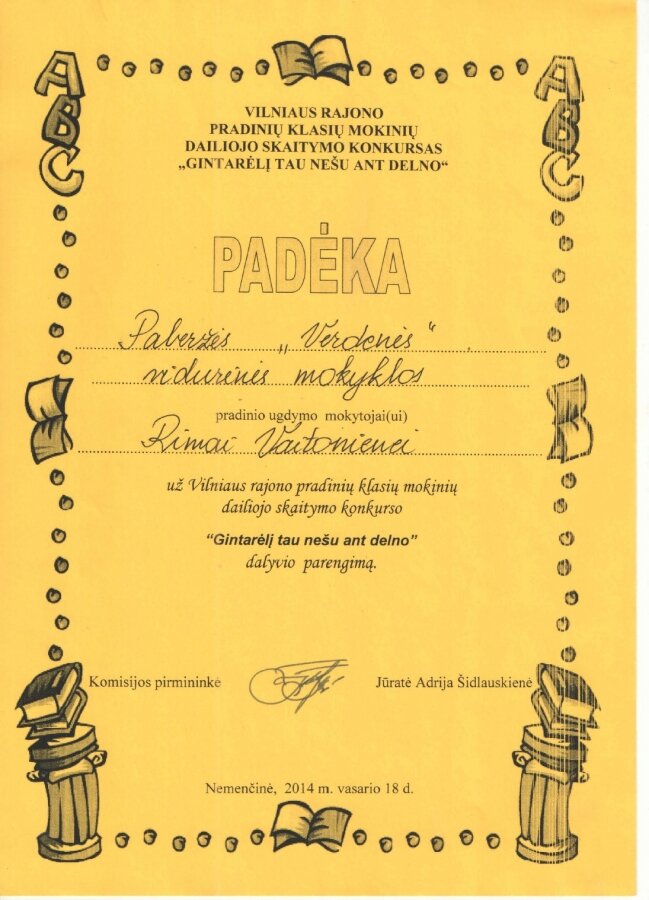 ABC
ABC
VILNIAUS RAJONO
PRADINIŲ KLASIŲ MOKINIŲ
DAILIOJO SKAITYMO KONKURSAS
„GINTARĖLĮ TAU NEŠU ANT DELNO“
PADĖKA
Paberžės „Verdenės“
vidurinės mokyklos
pradinio ugdymo mokytojai(ui)
Rimai Vaitonienei
už Vilniaus rajono pradinių klasių mokinių
dailiojo skaitymo konkurso
“Gintarėlį tau nešu ant delno”
dalyvio parengimą.
Komisijos pirmininkė Jūratė Adrija Šidlauskienė
Nemenčinė, 2014 m. vasario 18 d.